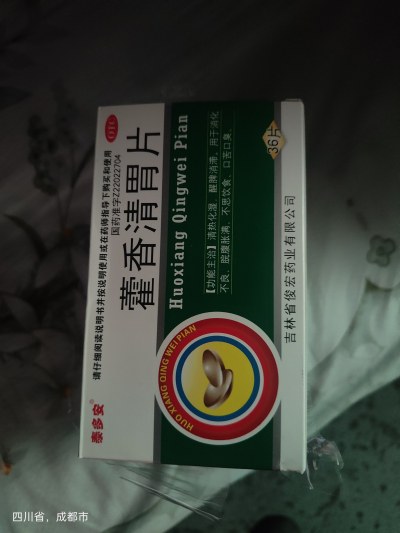 请仔细阅读说明书并按说明使用或在药师指导下购买和使用
OTC
国药准字Z22022704
藿香清胃片
Huoxiang Qingwei Pian
【功能主治】清热化湿，醒脾消滞。用于消化
不良，脘腹胀满，不思饮食，口苦口臭。
36片
吉林省俊宏药业有限公司
泰多安®
HUO XIANG QING WEI PIAN
四川省，成都市